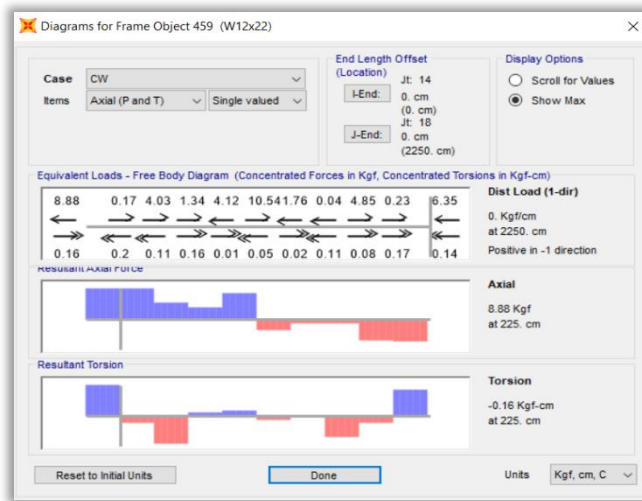 Diagrams for Frame Object 459 (W12x22)
Case CW
Items Axial (P and T) Single valued
End Length Offset
(Location)
I-End: Jt: 14
0. cm
(0. cm)
J-End: Jt: 18
0. cm
(2250. cm)
Display Options
Scroll for Values
Show Max
Equivalent Loads - Free Body Diagram (Concentrated Forces in Kgf, Concentrated Torsions in Kgf-cm)
8.88 0.17 4.03 1.34 4.12 10.54 1.76 0.04 4.85 0.23 6.35
0.16 0.2 0.11 0.16 0.01 0.05 0.02 0.11 0.08 0.17 0.14
Dist Load (1-dir)
0. Kgf/cm
at 2250. cm
Positive in -1 direction
Resultant Axial Force
Axial
8.88 Kgf
at 225. cm
Resultant Torsion
Torsion
-0.16 Kgf-cm
at 225. cm
Reset to Initial Units Done Units Kgf, cm, C